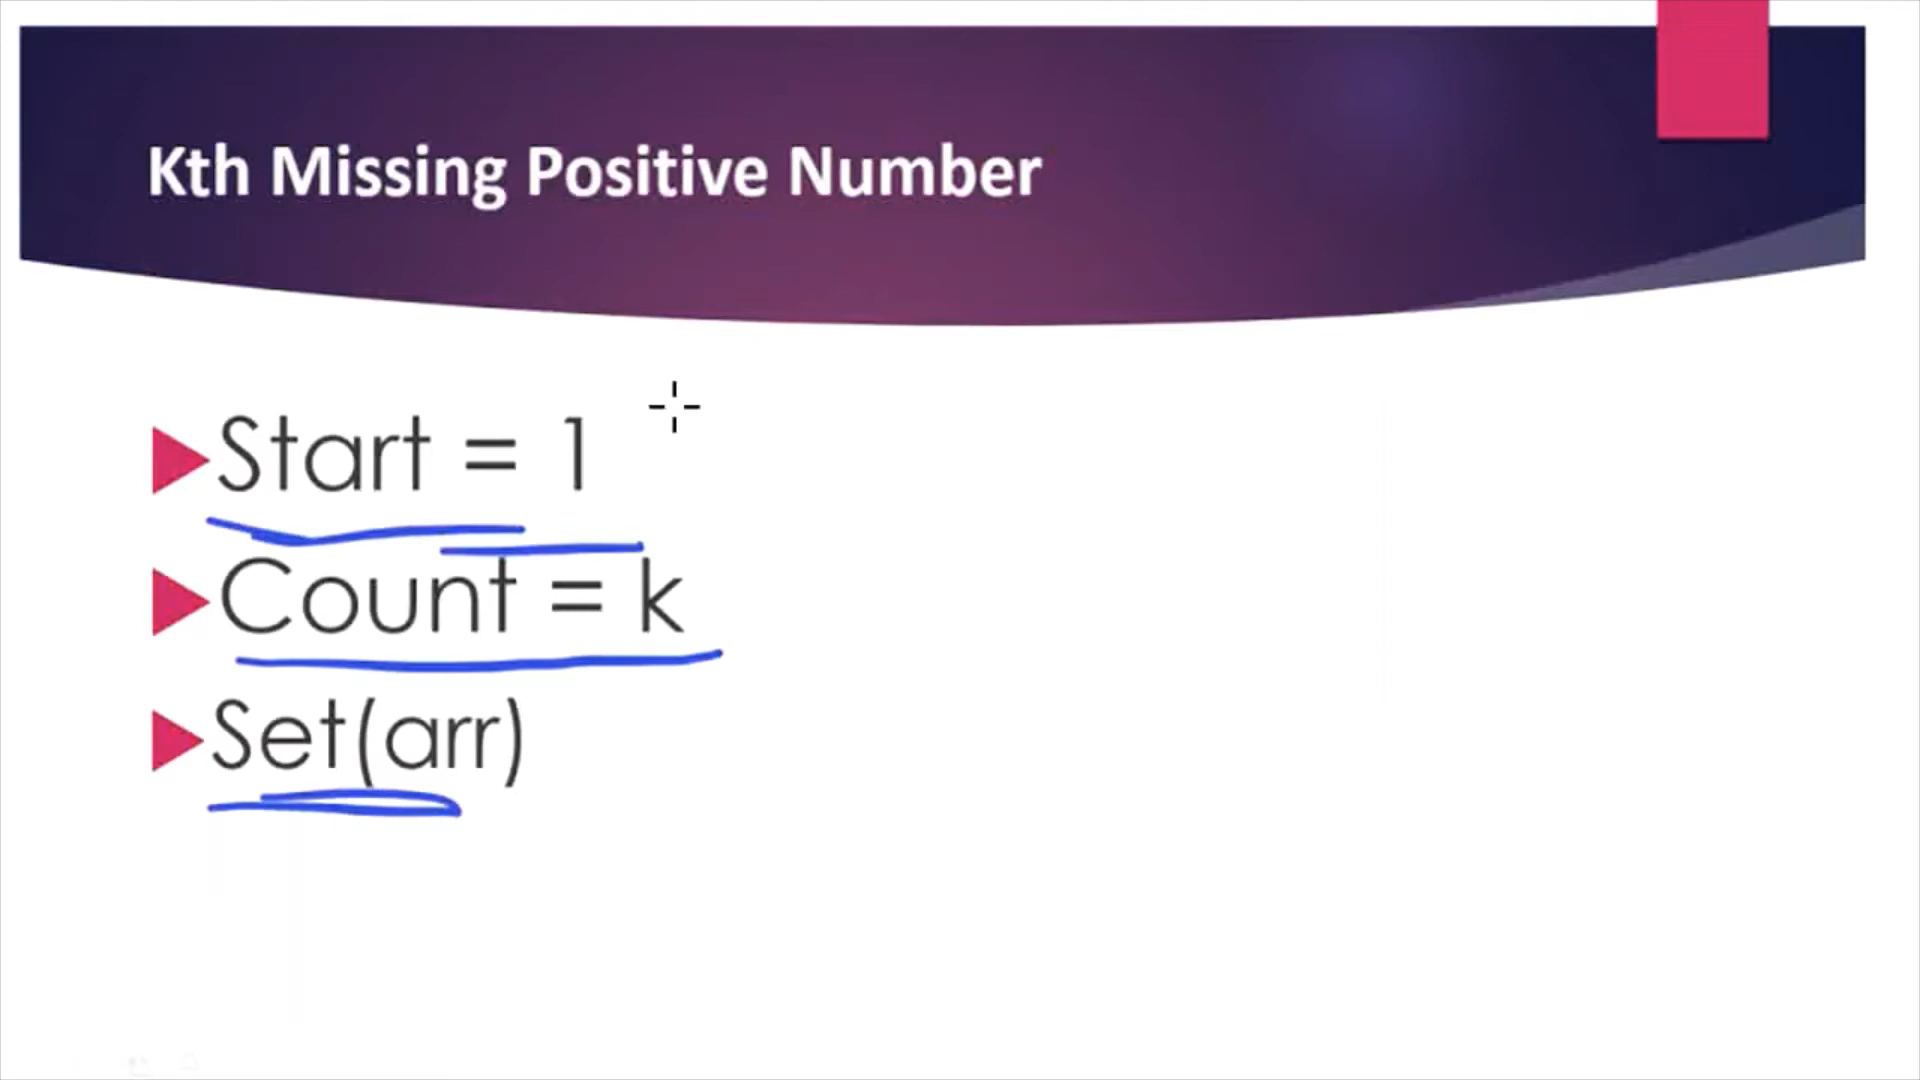 Kth Missing Positive Number
Start = 1
Count = k
Set(arr)